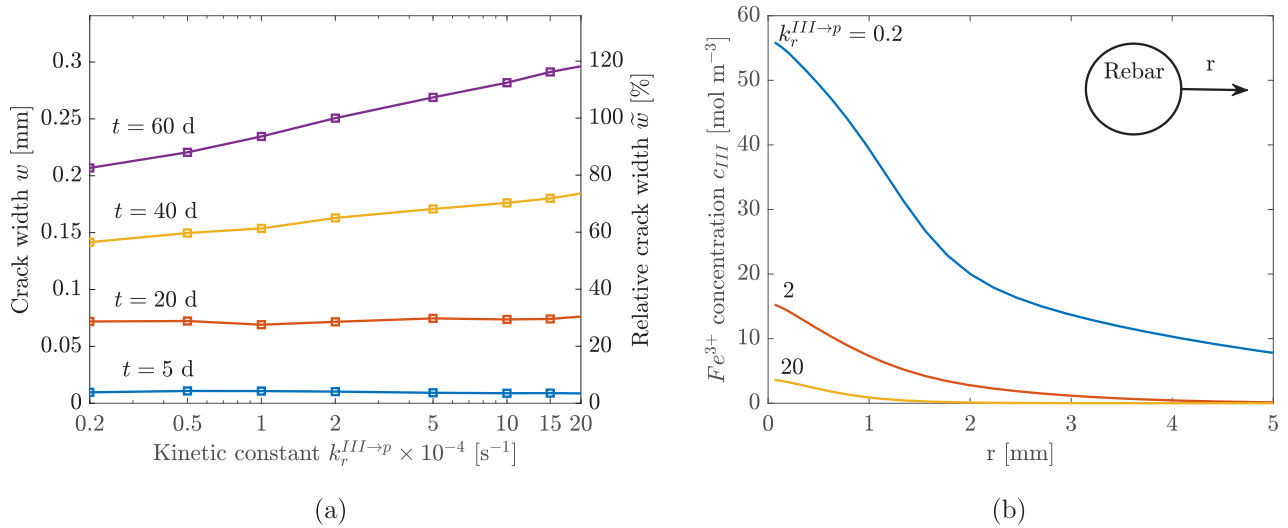 0.3
0.25
0.2
0.15
0.1
0.05
0
Crack width w [mm]
t = 60 d
t = 40 d
t = 20 d
t = 5 d
120
100
80
60
40
20
0
Relative crack width w̃ [%]
0.2 0.5 1 2 5 10 15 20
Kinetic constant k_r^{III→p} × 10^{−4} [s^{−1}]
(a)
60
50
40
30
20
10
0
Fe^{3+} concentration c_{III} [mol m^{−3}]
k_r^{III→p} = 0.2
2
20
Rebar
r
0 1 2 3 4 5
r [mm]
(b)